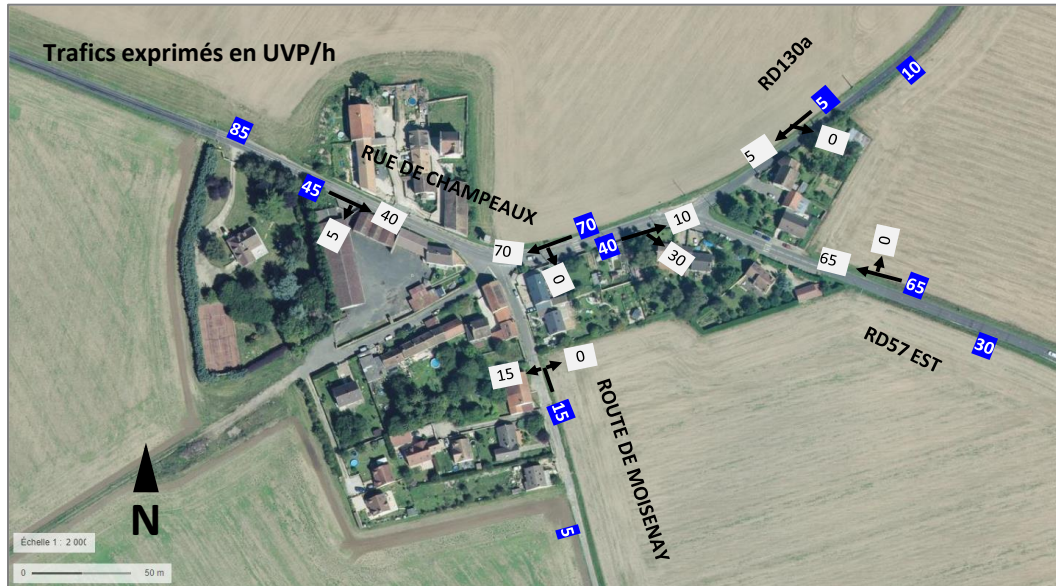 Trafics exprimés en UVP/h
RD130a
10
5
0
5
85
RUE DE CHAMPEAUX
45
40
5
70
40
10
70
30
0
0
65
65
RD57 EST
30
15
0
15
ROUTE DE MOISENAY
5
N
Échelle 1 : 2 000
0 50 m